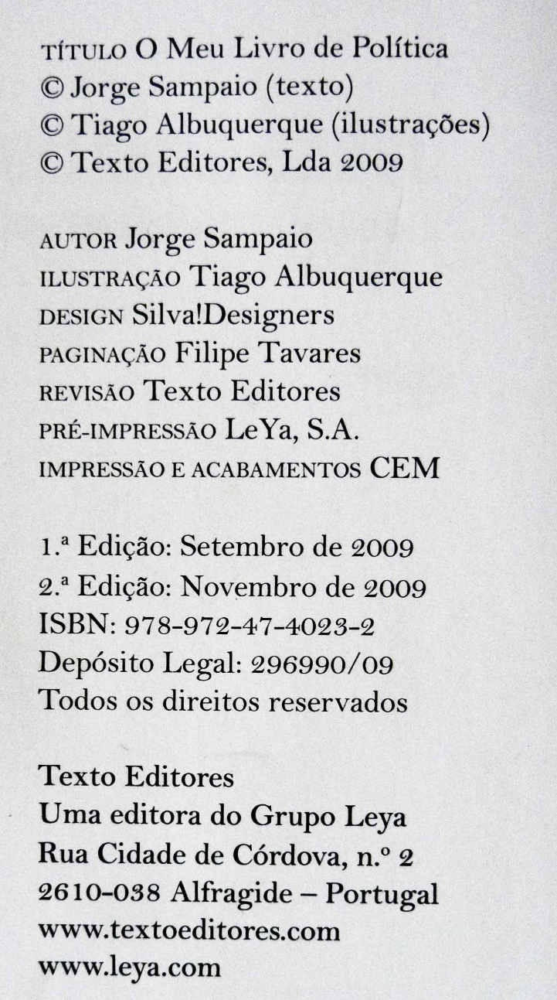 TÍTULO O Meu Livro de Política
© Jorge Sampaio (texto)
© Tiago Albuquerque (ilustrações)
© Texto Editores, Lda 2009
AUTOR Jorge Sampaio
ILUSTRAÇÃO Tiago Albuquerque
DESIGN Silva!Designers
PAGINAÇÃO Filipe Tavares
REVISÃO Texto Editores
PRÉ-IMPRESSÃO LeYa, S.A.
IMPRESSÃO E ACABAMENTOS CEM
1.ª Edição: Setembro de 2009
2.ª Edição: Novembro de 2009
ISBN: 978-972-47-4023-2
Depósito Legal: 296990/09
Todos os direitos reservados
Texto Editores
Uma editora do Grupo Leya
Rua Cidade de Córdova, n.º 2
2610-038 Alfragide – Portugal
www.textoeditores.com
www.leya.com